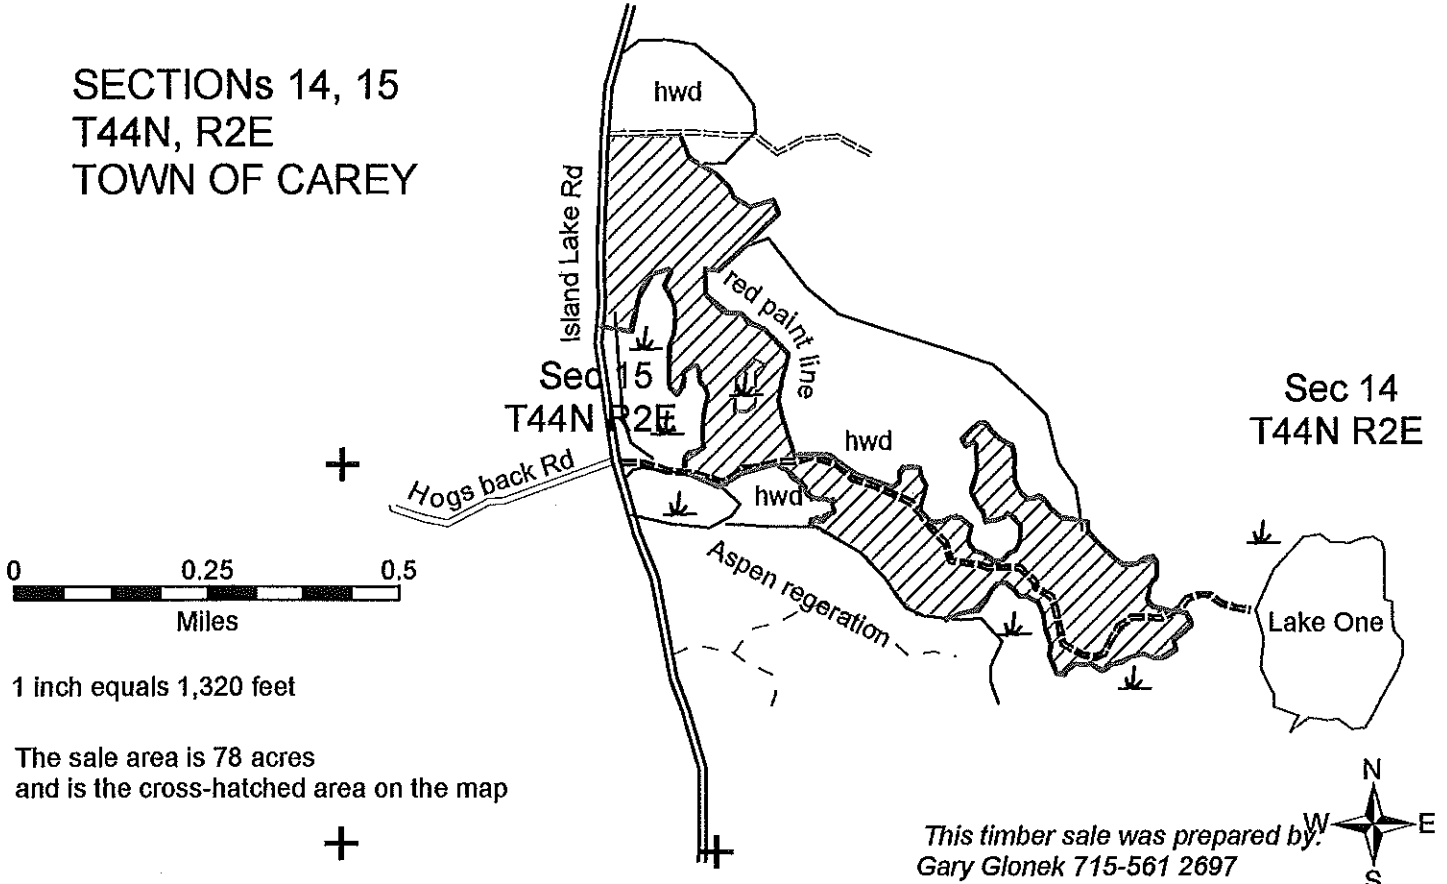 SECTIONs 14, 15
T44N, R2E
TOWN OF CAREY
hwd
Island Lake Rd
red paint line
Sec 15
T44N R2E
Sec 14
T44N R2E
hwd
Hogs back Rd
hwd
Aspen regeration
0 0.25 0.5
Miles
Lake One
1 inch equals 1,320 feet
The sale area is 78 acres
and is the cross-hatched area on the map
N
W E
S
This timber sale was prepared by:
Gary Glonek 715-561 2697